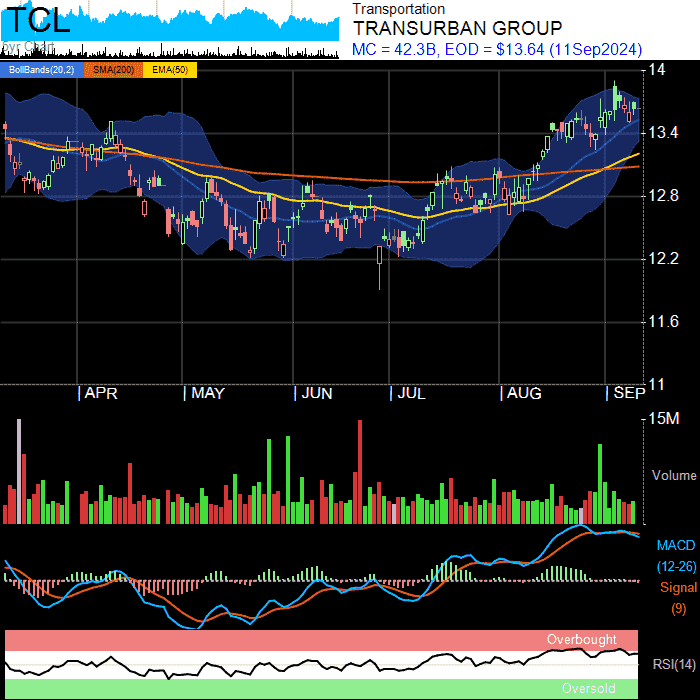 TCL
5yr Chart
Transportation
TRANSURBAN GROUP
MC = 42.3B, EOD = $13.64 (11Sep2024)
BollBands(20,2) SMA(200) EMA(50)
14
13.4
12.8
12.2
11.6
11
| APR | MAY | JUN | JUL | AUG | SEP
15M
Volume
MACD
(12-26)
Signal
(9)
Overbought
RSI(14)
Oversold